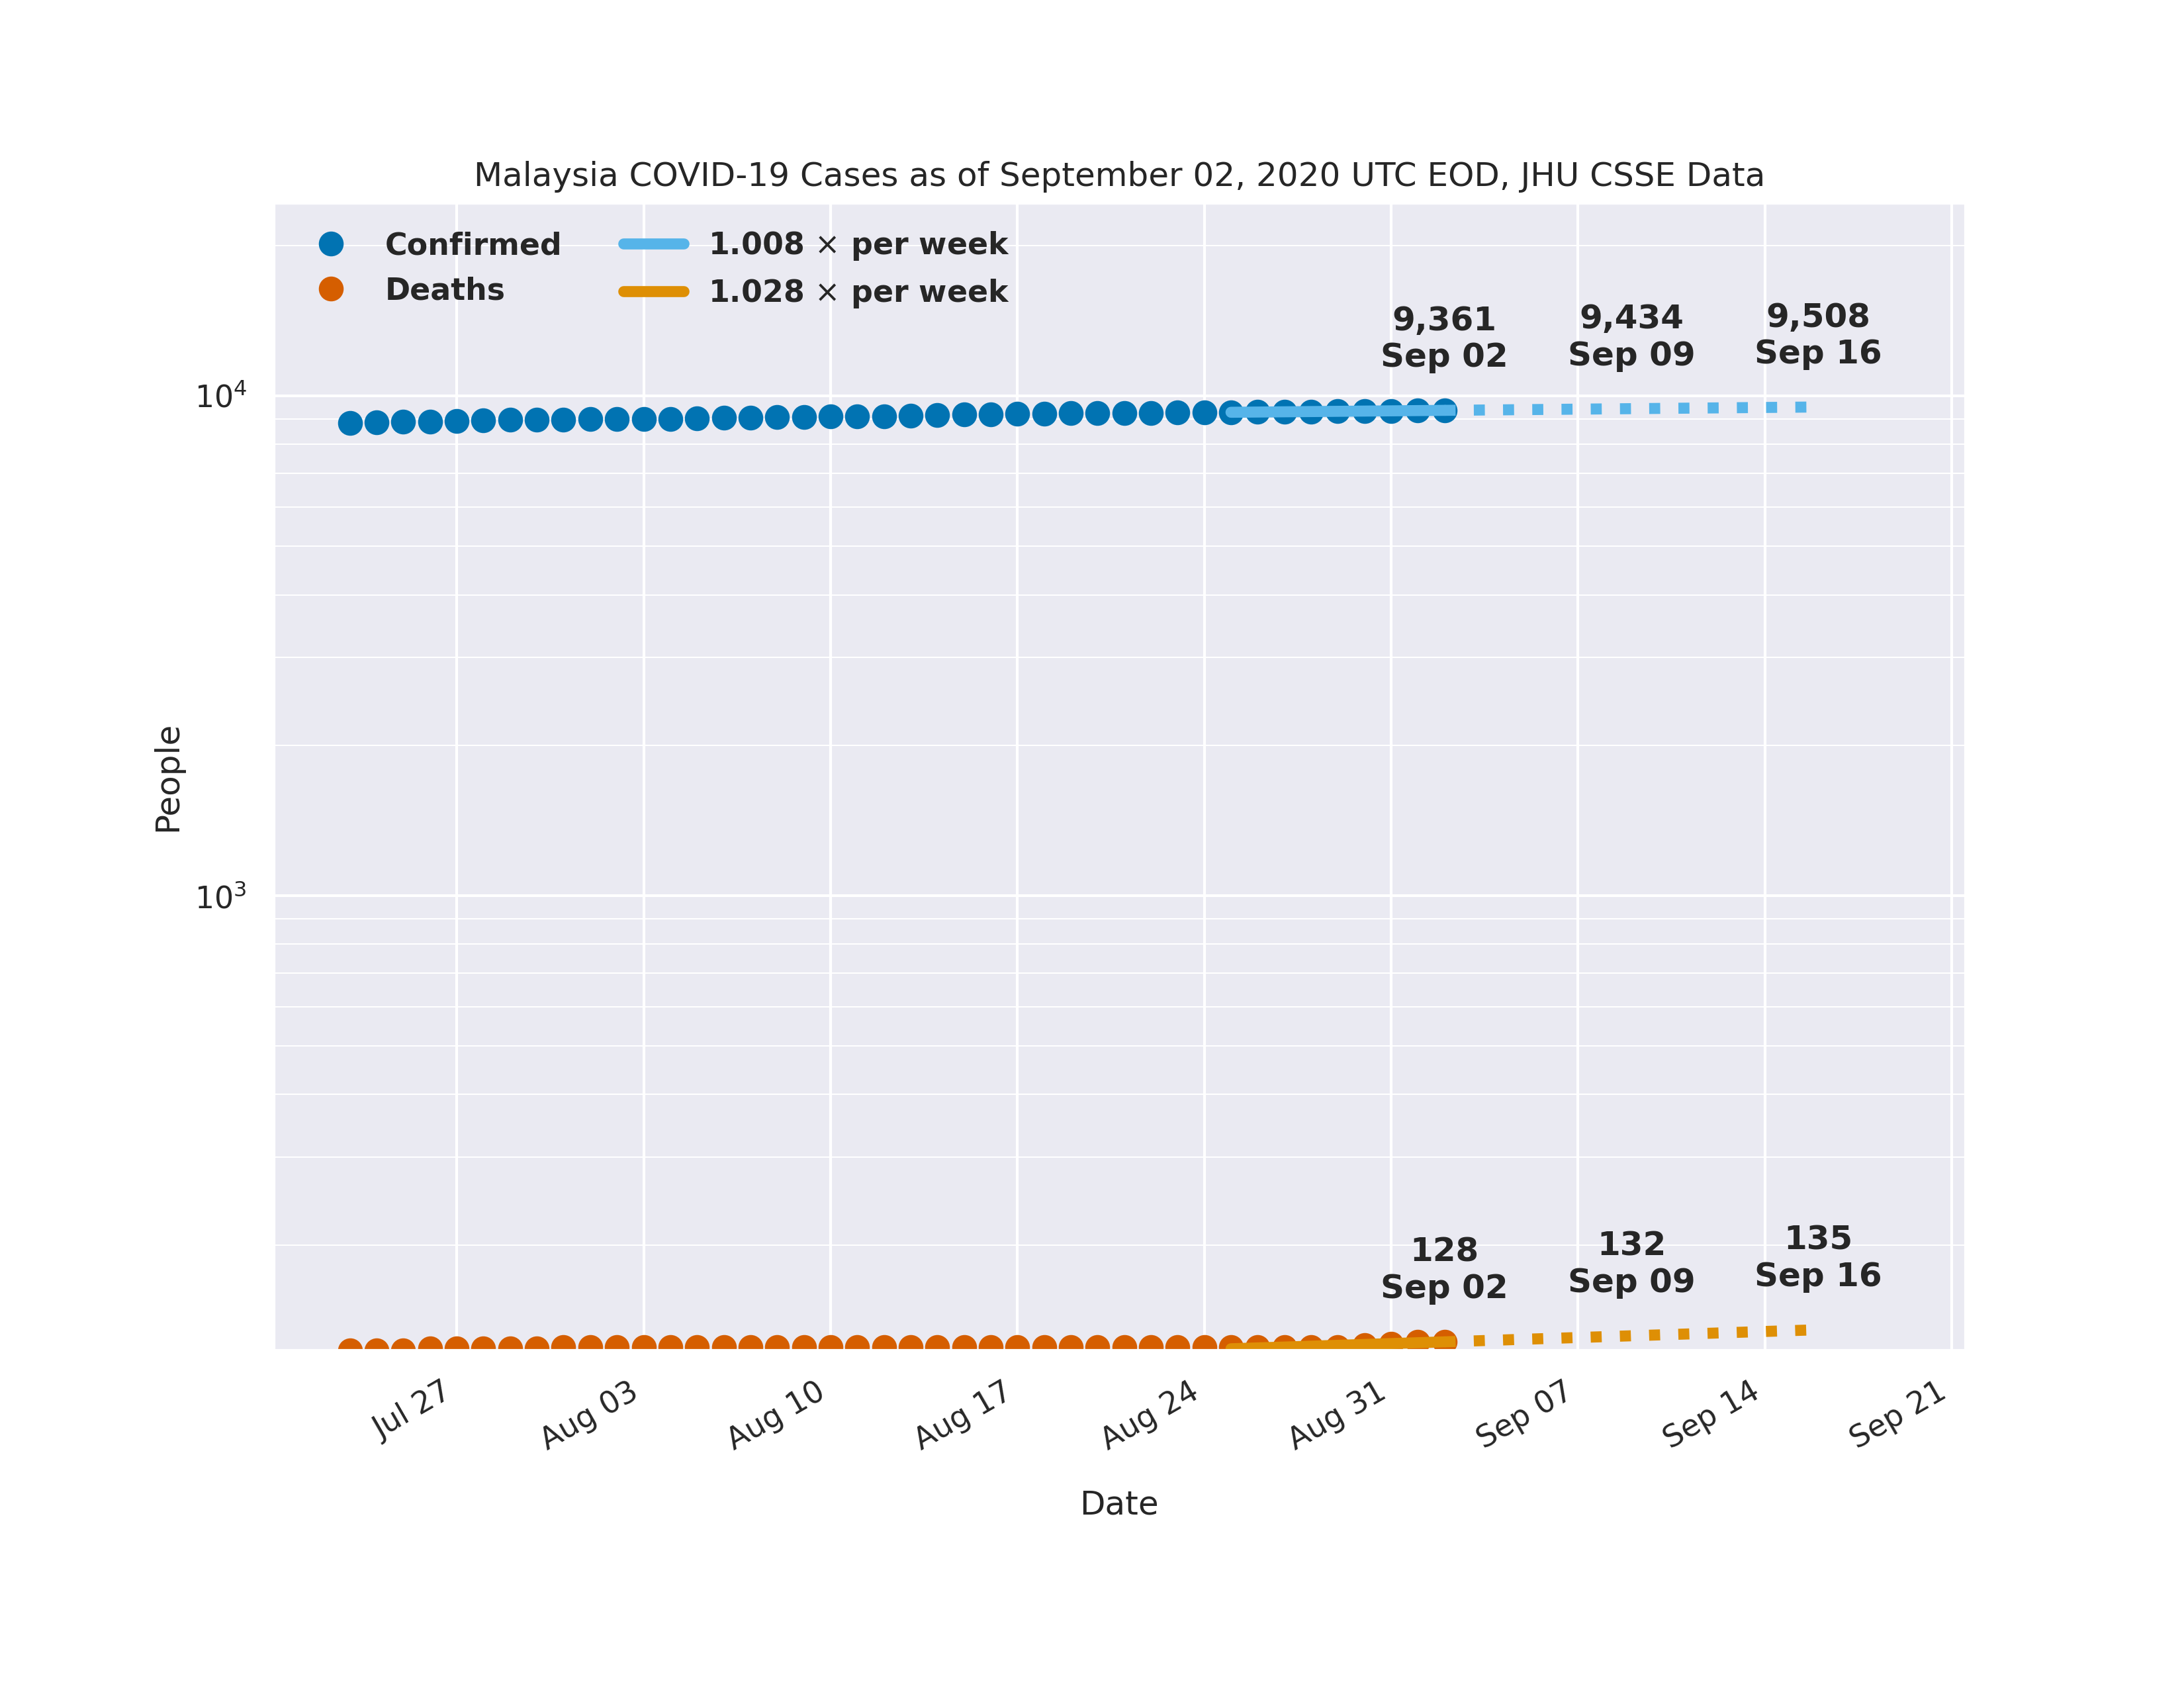 Malaysia COVID-19 Cases as of September 02, 2020 UTC EOD, JHU CSSE Data
Confirmed
Deaths
1.008 × per week
1.028 × per week
9,361
Sep 02
9,434
Sep 09
9,508
Sep 16
10⁴
People
10³
128
Sep 02
132
Sep 09
135
Sep 16
Jul 27
Aug 03
Aug 10
Aug 17
Aug 24
Aug 31
Sep 07
Sep 14
Sep 21
Date